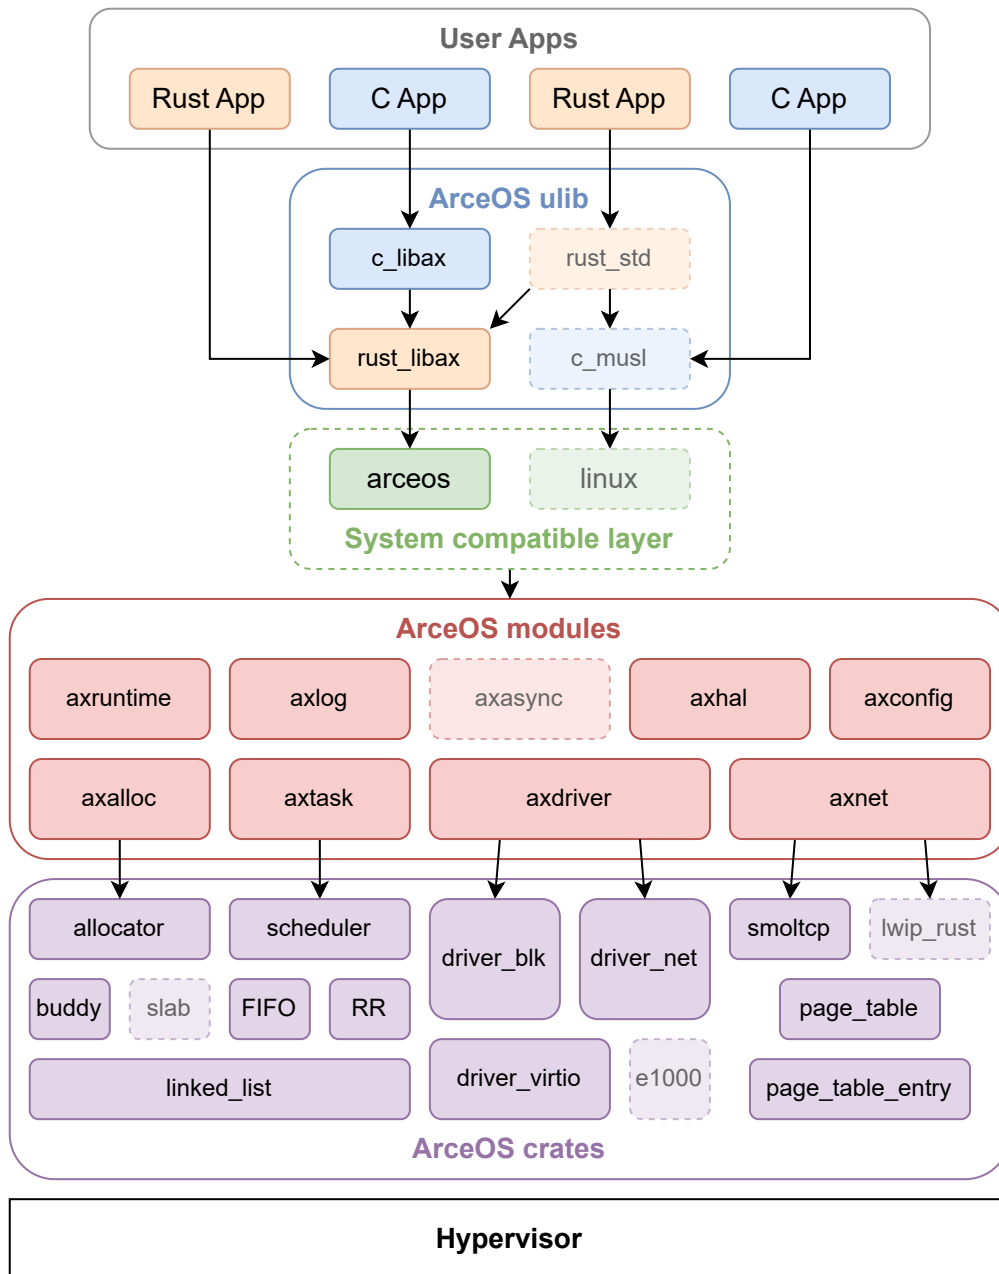 User Apps
Rust App
C App
Rust App
C App
ArceOS ulib
c_libax
rust_std
rust_libax
c_musl
arceos
linux
System compatible layer
ArceOS modules
axruntime
axlog
axasync
axhal
axconfig
axalloc
axtask
axdriver
axnet
allocator
scheduler
driver_blk
driver_net
smoltcp
lwip_rust
buddy
slab
FIFO
RR
page_table
linked_list
driver_virtio
e1000
page_table_entry
ArceOS crates
Hypervisor